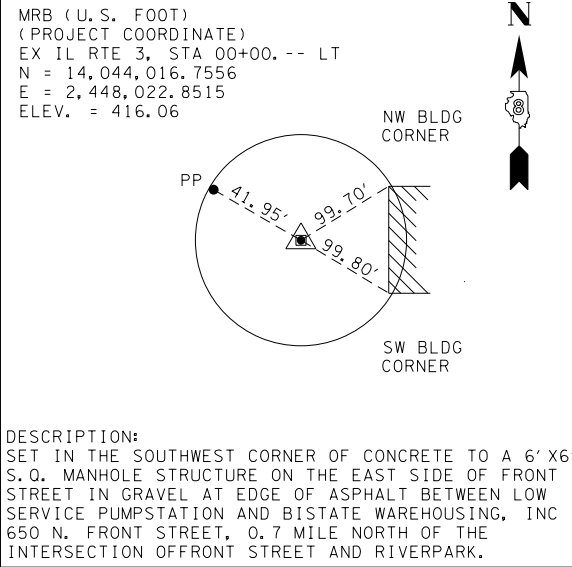 MRB (U.S. FOOT)
(PROJECT COORDINATE)
EX IL RTE 3, STA 00+00.-- LT
N = 14,044,016.7556
E = 2,448,022.8515
ELEV. = 416.06
N
8
NW BLDG
CORNER
PP
41.95'
99.70'
99.80'
SW BLDG
CORNER
DESCRIPTION:
SET IN THE SOUTHWEST CORNER OF CONCRETE TO A 6'X6'
S.Q. MANHOLE STRUCTURE ON THE EAST SIDE OF FRONT
STREET IN GRAVEL AT EDGE OF ASPHALT BETWEEN LOW
SERVICE PUMPSTATION AND BISTATE WAREHOUSING, INC
650 N. FRONT STREET, 0.7 MILE NORTH OF THE
INTERSECTION OFFRONT STREET AND RIVERPARK.